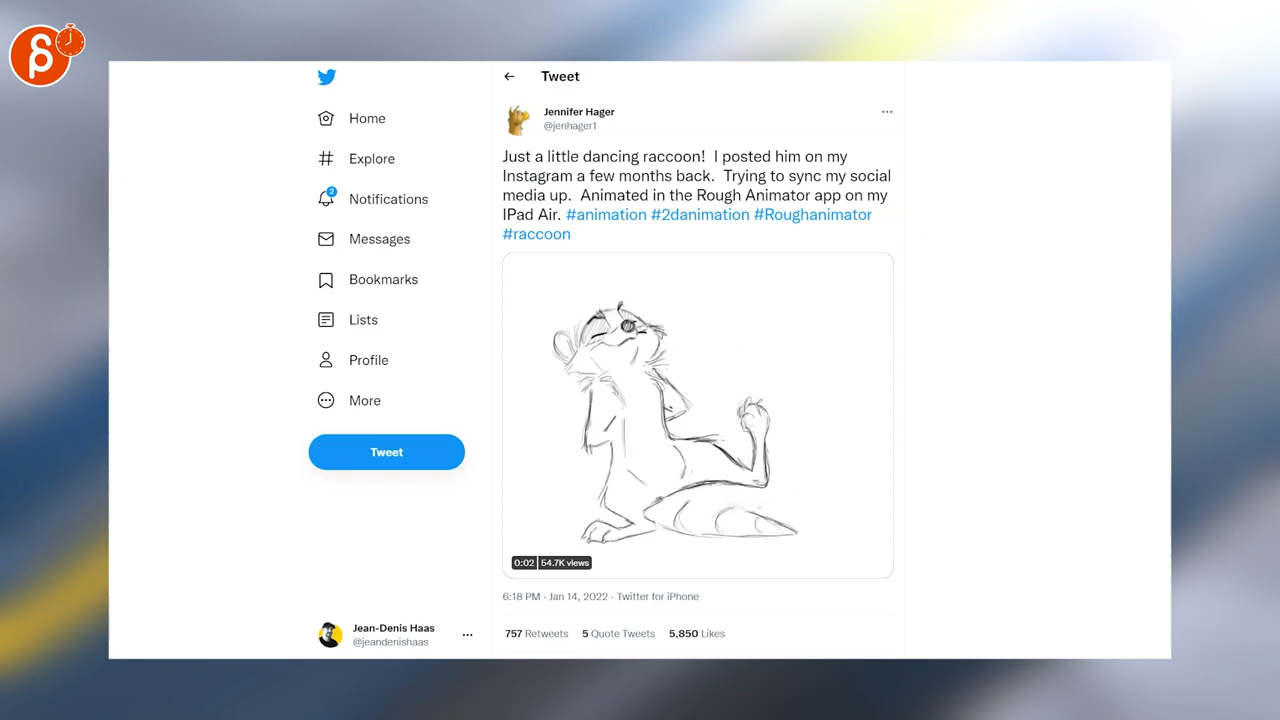 Tweet
Jennifer Hager
@jenhager1
Home
Explore
2
Notifications
Messages
Bookmarks
Lists
Profile
More
Tweet
Just a little dancing raccoon!  I posted him on my
Instagram a few months back.  Trying to sync my social
media up.  Animated in the Rough Animator app on my
IPad Air. #animation #2danimation #Roughanimator
#raccoon
0:02 54.7K views
6:18 PM · Jan 14, 2022 · Twitter for iPhone
757 Retweets 5 Quote Tweets 5,850 Likes
Jean-Denis Haas
@jeandenishaas